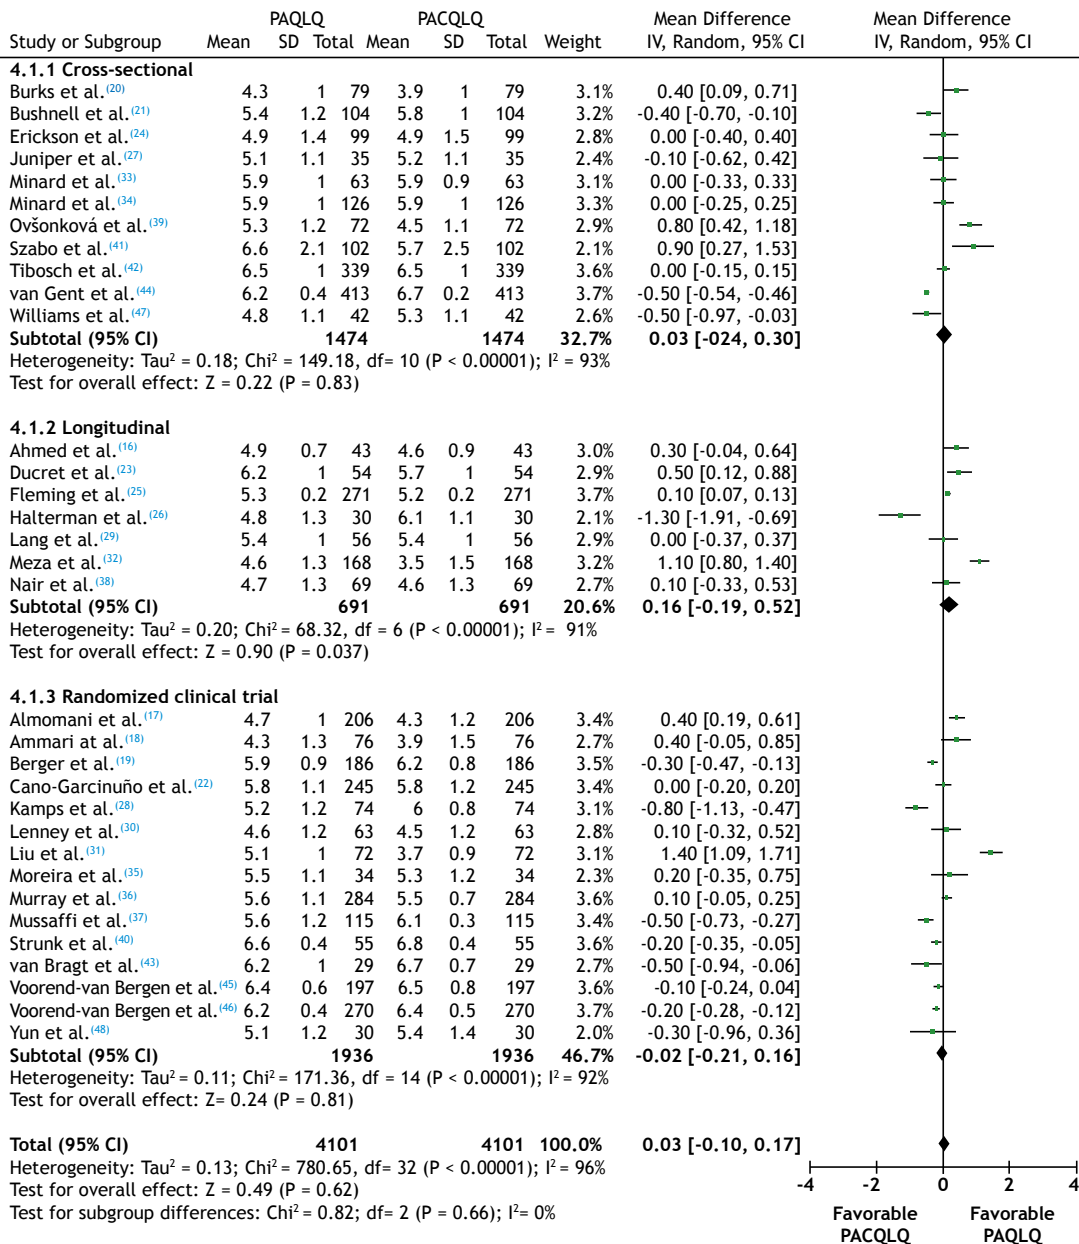 PAQLQ PACQLQ Mean Difference Mean Difference
Study or Subgroup Mean SD Total Mean SD Total Weight IV, Random, 95% CI IV, Random, 95% CI
4.1.1 Cross-sectional
Burks et al.(20) 4.3 1 79 3.9 1 79 3.1% 0.40 [0.09, 0.71]
Bushnell et al.(21) 5.4 1.2 104 5.8 1 104 3.2% -0.40 [-0.70, -0.10]
Erickson et al.(24) 4.9 1.4 99 4.9 1.5 99 2.8% 0.00 [-0.40, 0.40]
Juniper et al.(27) 5.1 1.1 35 5.2 1.1 35 2.4% -0.10 [-0.62, 0.42]
Minard et al.(33) 5.9 1 63 5.9 0.9 63 3.1% 0.00 [-0.33, 0.33]
Minard et al.(34) 5.9 1 126 5.9 1 126 3.3% 0.00 [-0.25, 0.25]
Ovšonková et al.(39) 5.3 1.2 72 4.5 1.1 72 2.9% 0.80 [0.42, 1.18]
Szabo et al.(41) 6.6 2.1 102 5.7 2.5 102 2.1% 0.90 [0.27, 1.53]
Tibosch et al.(42) 6.5 1 339 6.5 1 339 3.6% 0.00 [-0.15, 0.15]
van Gent et al.(44) 6.2 0.4 413 6.7 0.2 413 3.7% -0.50 [-0.54, -0.46]
Williams et al.(47) 4.8 1.1 42 5.3 1.1 42 2.6% -0.50 [-0.97, -0.03]
Subtotal (95% CI) 1474 1474 32.7% 0.03 [-024, 0.30]
Heterogeneity: Tau² = 0.18; Chi² = 149.18, df= 10 (P < 0.00001); I² = 93%
Test for overall effect: Z = 0.22 (P = 0.83)
4.1.2 Longitudinal
Ahmed et al.(16) 4.9 0.7 43 4.6 0.9 43 3.0% 0.30 [-0.04, 0.64]
Ducret et al.(23) 6.2 1 54 5.7 1 54 2.9% 0.50 [0.12, 0.88]
Fleming et al.(25) 5.3 0.2 271 5.2 0.2 271 3.7% 0.10 [0.07, 0.13]
Halterman et al.(26) 4.8 1.3 30 6.1 1.1 30 2.1% -1.30 [-1.91, -0.69]
Lang et al.(29) 5.4 1 56 5.4 1 56 2.9% 0.00 [-0.37, 0.37]
Meza et al.(32) 4.6 1.3 168 3.5 1.5 168 3.2% 1.10 [0.80, 1.40]
Nair et al.(38) 4.7 1.3 69 4.6 1.3 69 2.7% 0.10 [-0.33, 0.53]
Subtotal (95% CI) 691 691 20.6% 0.16 [-0.19, 0.52]
Heterogeneity: Tau² = 0.20; Chi² = 68.32, df = 6 (P < 0.00001); I² = 91%
Test for overall effect: Z = 0.90 (P = 0.037)
4.1.3 Randomized clinical trial
Almomani et al.(17) 4.7 1 206 4.3 1.2 206 3.4% 0.40 [0.19, 0.61]
Ammari at al.(18) 4.3 1.3 76 3.9 1.5 76 2.7% 0.40 [-0.05, 0.85]
Berger et al.(19) 5.9 0.9 186 6.2 0.8 186 3.5% -0.30 [-0.47, -0.13]
Cano-Garcinuño et al.(22) 5.8 1.1 245 5.8 1.2 245 3.4% 0.00 [-0.20, 0.20]
Kamps et al.(28) 5.2 1.2 74 6 0.8 74 3.1% -0.80 [-1.13, -0.47]
Lenney et al.(30) 4.6 1.2 63 4.5 1.2 63 2.8% 0.10 [-0.32, 0.52]
Liu et al.(31) 5.1 1 72 3.7 0.9 72 3.1% 1.40 [1.09, 1.71]
Moreira et al.(35) 5.5 1.1 34 5.3 1.2 34 2.3% 0.20 [-0.35, 0.75]
Murray et al.(36) 5.6 1.1 284 5.5 0.7 284 3.6% 0.10 [-0.05, 0.25]
Mussaffi et al.(37) 5.6 1.2 115 6.1 0.3 115 3.4% -0.50 [-0.73, -0.27]
Strunk et al.(40) 6.6 0.4 55 6.8 0.4 55 3.6% -0.20 [-0.35, -0.05]
van Bragt et al.(43) 6.2 1 29 6.7 0.7 29 2.7% -0.50 [-0.94, -0.06]
Voorend-van Bergen et al.(45) 6.4 0.6 197 6.5 0.8 197 3.6% -0.10 [-0.24, 0.04]
Voorend-van Bergen et al.(46) 6.2 0.4 270 6.4 0.5 270 3.7% -0.20 [-0.28, -0.12]
Yun et al.(48) 5.1 1.2 30 5.4 1.4 30 2.0% -0.30 [-0.96, 0.36]
Subtotal (95% CI) 1936 1936 46.7% -0.02 [-0.21, 0.16]
Heterogeneity: Tau² = 0.11; Chi² = 171.36, df = 14 (P < 0.00001); I² = 92%
Test for overall effect: Z= 0.24 (P = 0.81)
Total (95% CI) 4101 4101 100.0% 0.03 [-0.10, 0.17]
Heterogeneity: Tau² = 0.13; Chi² = 780.65, df= 32 (P < 0.00001); I² = 96%
Test for overall effect: Z = 0.49 (P = 0.62)
Test for subgroup differences: Chi² = 0.82; df= 2 (P = 0.66); I²= 0%
-4 -2 0 2 4
Favorable Favorable
PACQLQ PAQLQ